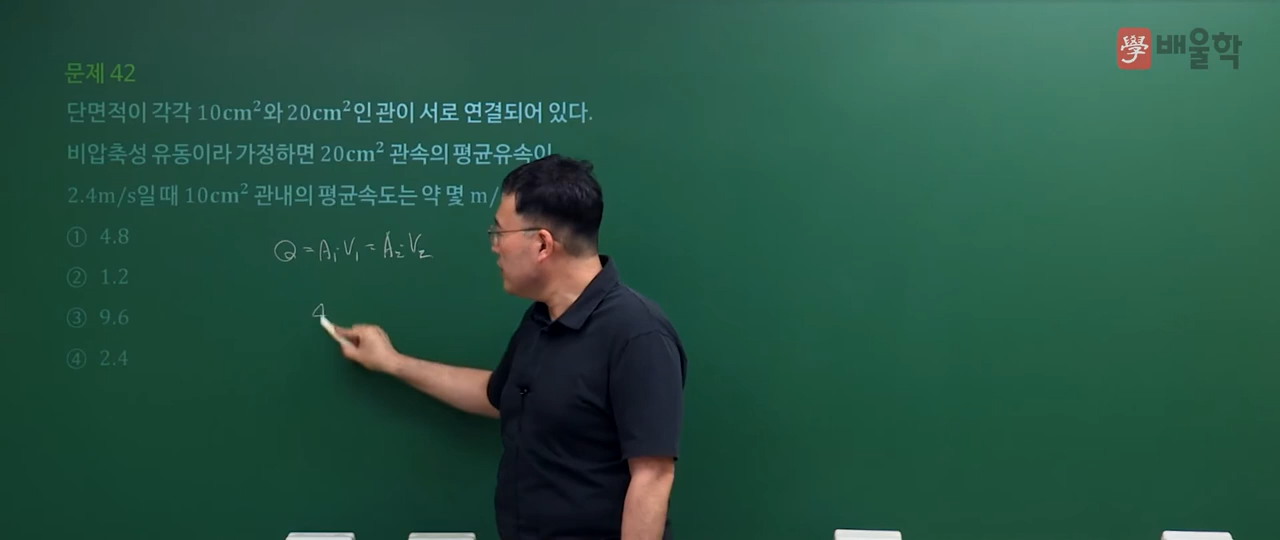 學 배울학
문제 42
단면적이 각각 10cm²와 20cm²인 관이 서로 연결되어 있다.
비압축성 유동이라 가정하면 20cm² 관속의 평균유속이
2.4m/s일 때 10cm² 관내의 평균속도는 약 몇 m/
① 4.8
② 1.2
③ 9.6
④ 2.4
Q = A₁·V₁ = A₂·V₂